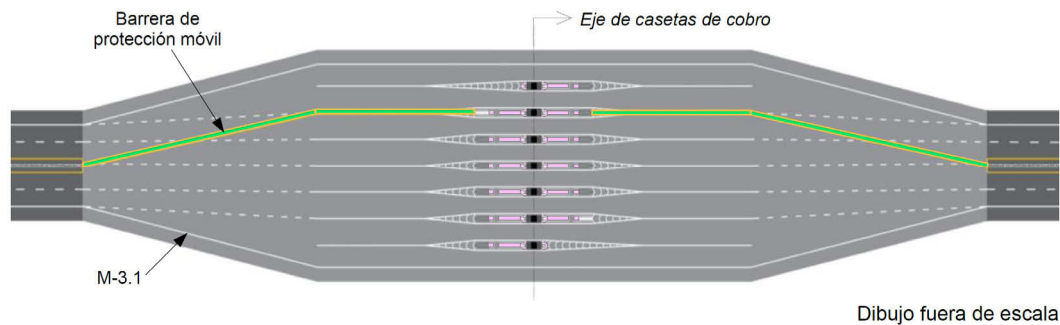 Barrera de
protección móvil
Eje de casetas de cobro
M-3.1
Dibujo fuera de escala